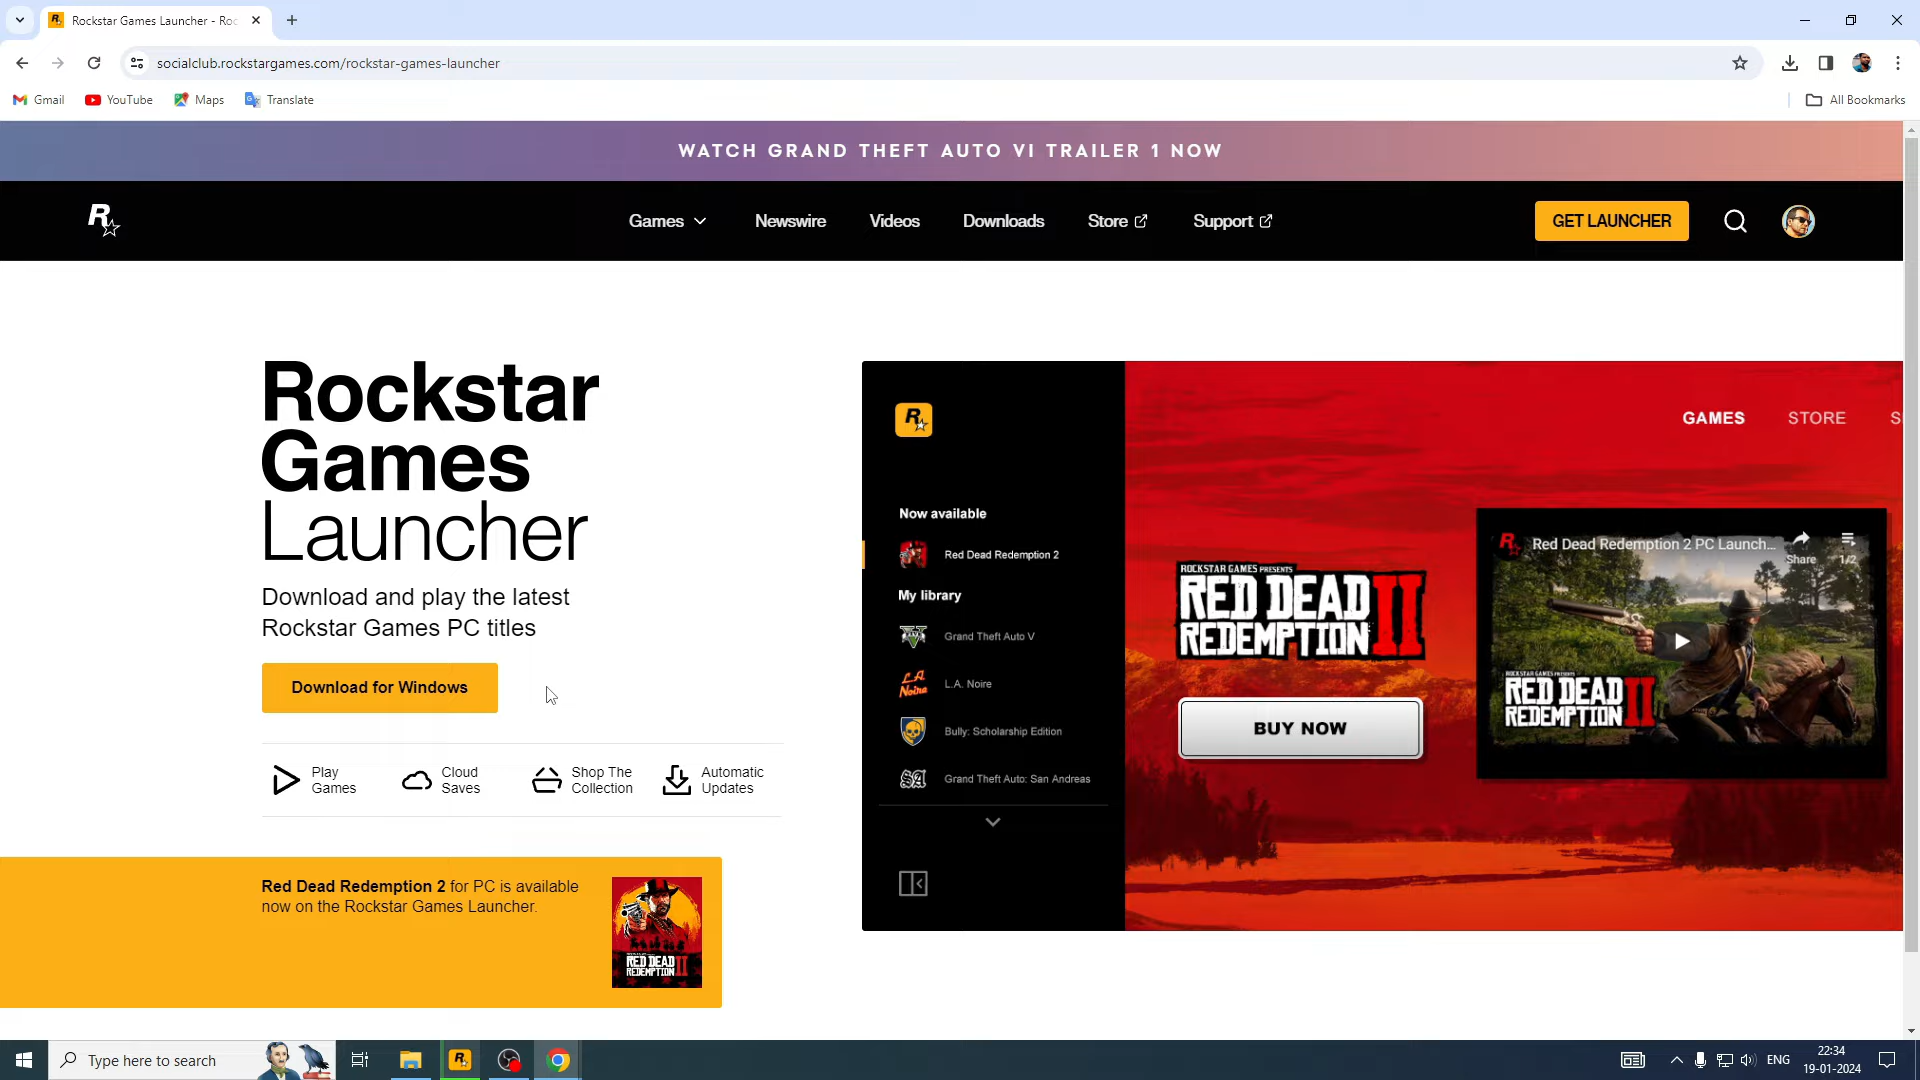 Rockstar Games Launcher - Roc
socialclub.rockstargames.com/rockstar-games-launcher
Gmail
YouTube
Maps
Translate
All Bookmarks
WATCH GRAND THEFT AUTO VI TRAILER 1 NOW
Games
Newswire
Videos
Downloads
Store
Support
GET LAUNCHER
Rockstar
Games
Launcher
Download and play the latest
Rockstar Games PC titles
Download for Windows
Play
Games
Cloud
Saves
Shop The
Collection
Automatic
Updates
Red Dead Redemption 2 for PC is available
now on the Rockstar Games Launcher.
RED DEAD
REDEMPTION II
GAMES
STORE
S
Now available
Red Dead Redemption 2
My library
Grand Theft Auto V
L.A. Noire
Bully: Scholarship Edition
Grand Theft Auto: San Andreas
ROCKSTAR GAMES PRESENTS
RED DEAD
REDEMPTION II
BUY NOW
Red Dead Redemption 2 PC Launch...
Share
1/2
RED DEAD
REDEMPTION II
Type here to search
ENG
22:34
19-01-2024